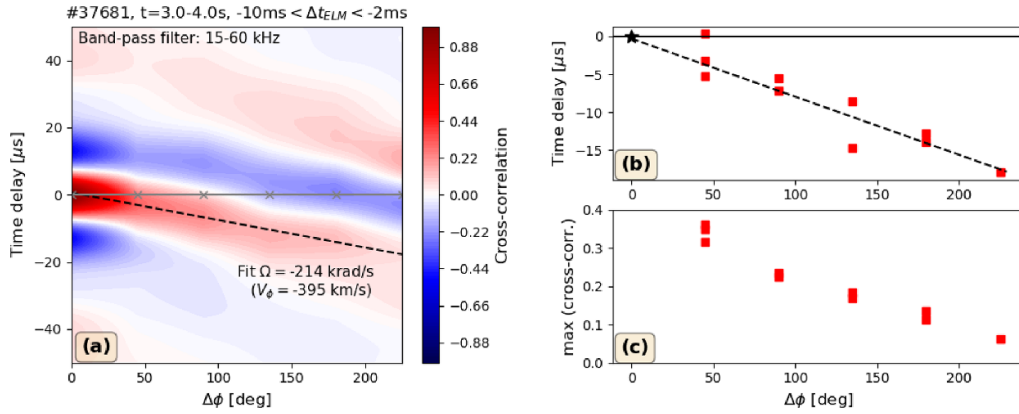 #37681, t=3.0-4.0s, -10ms < Δt_ELM < -2ms
Band-pass filter: 15-60 kHz
40
20
0
−20
−40
Time delay [μs]
Fit Ω = -214 krad/s
(V_ϕ = -395 km/s)
(a)
0
50
100
150
200
Δϕ [deg]
0.88
0.66
0.44
0.22
0.00
−0.22
−0.44
−0.66
−0.88
Cross-correlation
0
−5
−10
−15
Time delay [μs]
(b)
0.4
0.3
0.2
0.1
0.0
max (cross-corr.)
(c)
0
50
100
150
200
Δϕ [deg]